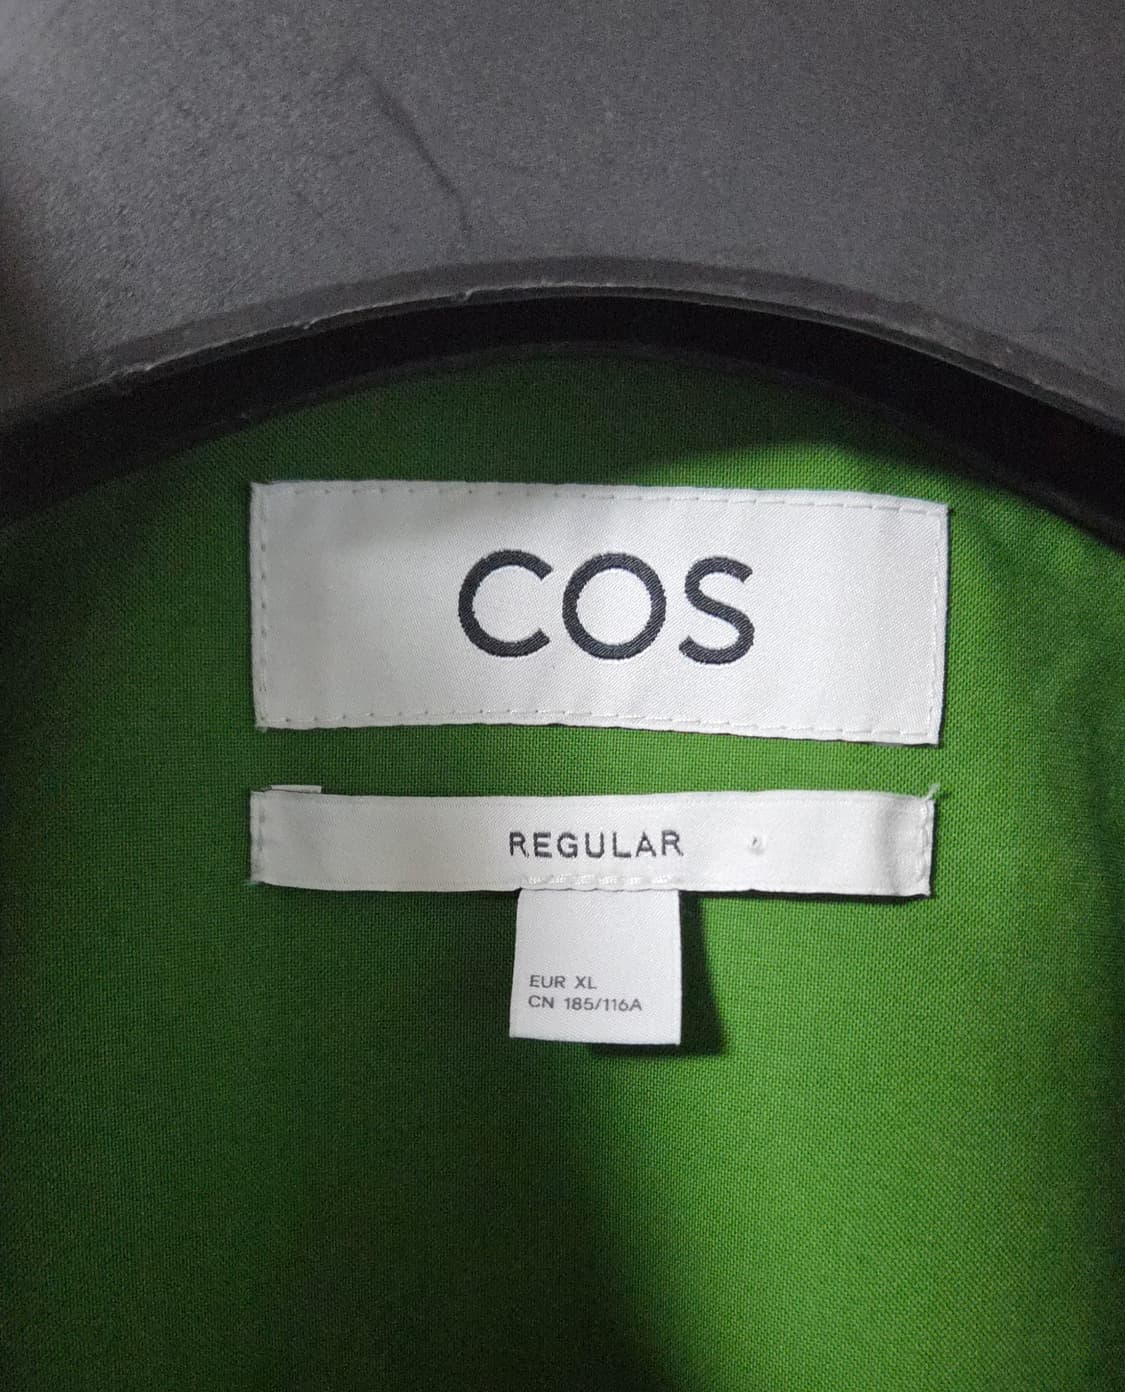 COS
REGULAR
EUR XL
CN 185/116A